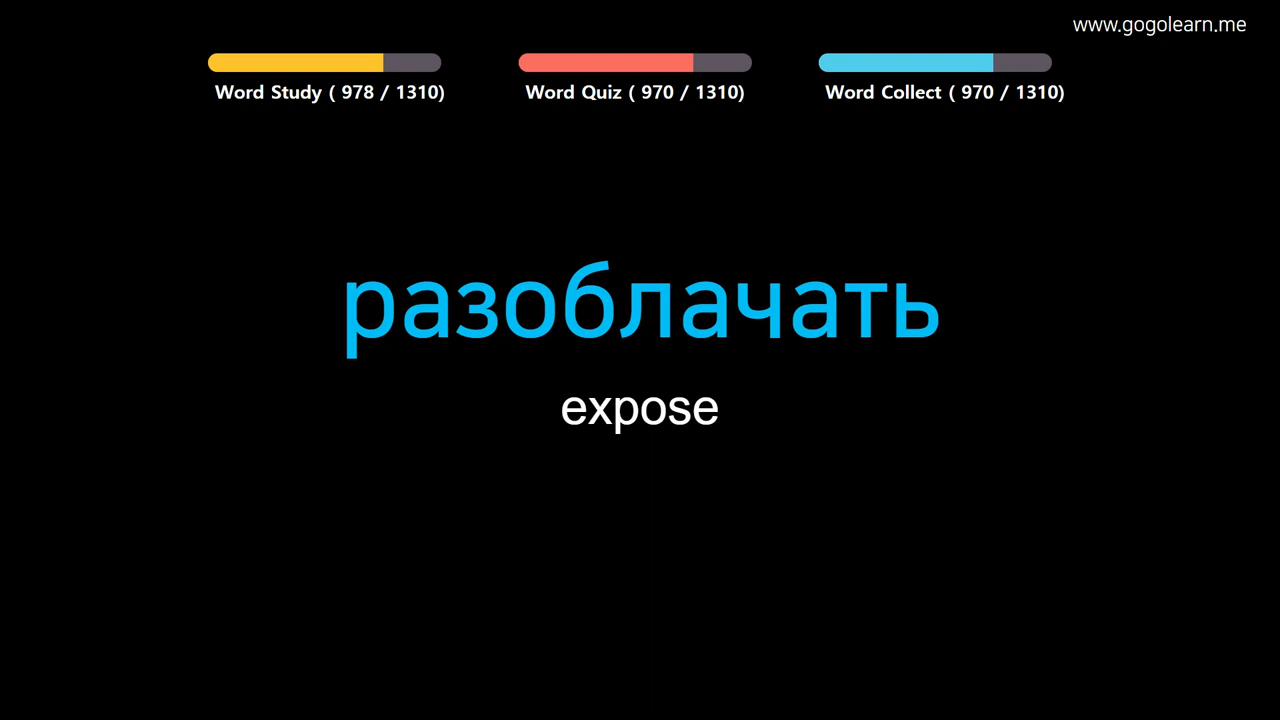 www.gogolearn.me
Word Study ( 978 / 1310)
Word Quiz ( 970 / 1310)
Word Collect ( 970 / 1310)
разоблачать
expose